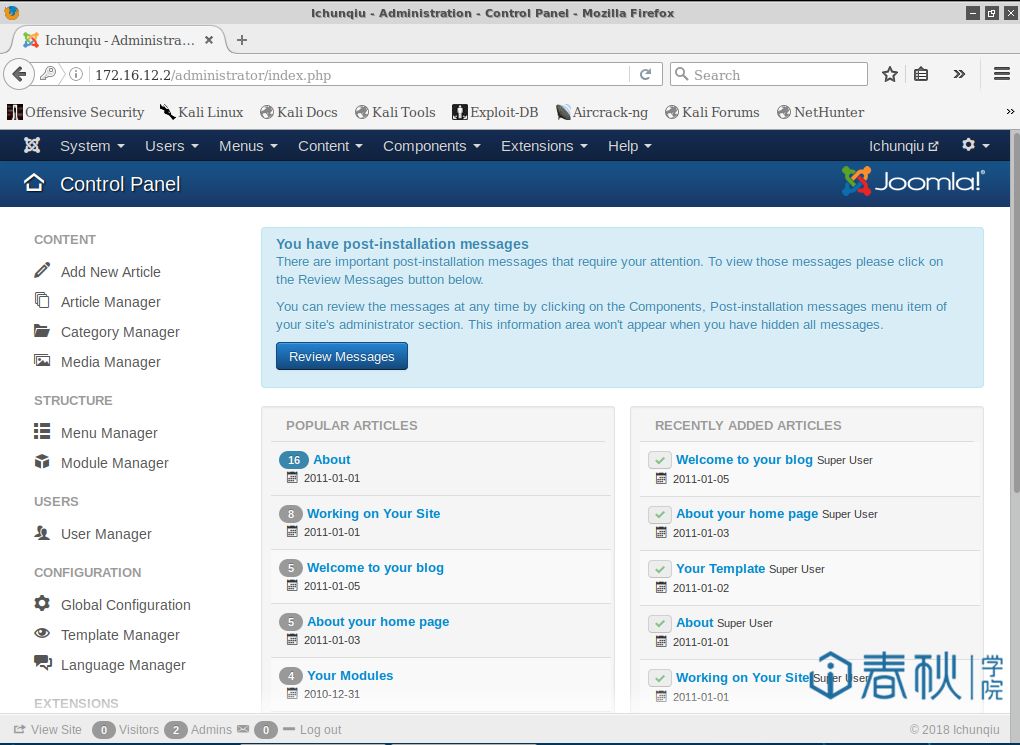 Ichunqiu - Administration - Control Panel - Mozilla Firefox
Ichunqiu - Administra...
172.16.12.2/administrator/index.php
Search
Offensive Security Kali Linux Kali Docs Kali Tools Exploit-DB Aircrack-ng Kali Forums NetHunter
System Users Menus Content Components Extensions Help Ichunqiu
Control Panel
Joomla!
CONTENT
Add New Article
Article Manager
Category Manager
Media Manager
STRUCTURE
Menu Manager
Module Manager
USERS
User Manager
CONFIGURATION
Global Configuration
Template Manager
Language Manager
EXTENSIONS
You have post-installation messages
There are important post-installation messages that require your attention. To view those messages please click on
the Review Messages button below.
You can review the messages at any time by clicking on the Components, Post-installation messages menu item of
your site's administrator section. This information area won't appear when you have hidden all messages.
Review Messages
POPULAR ARTICLES
16 About
2011-01-01
8 Working on Your Site
2011-01-01
5 Welcome to your blog
2011-01-05
5 About your home page
2011-01-03
4 Your Modules
2010-12-31
RECENTLY ADDED ARTICLES
Welcome to your blog Super User
2011-01-05
About your home page Super User
2011-01-03
Your Template Super User
2011-01-02
About Super User
2011-01-01
Working on Your Site Super User
2011-01-01
春秋学院
View Site 0 Visitors 2 Admins 0 Log out
© 2018 Ichunqiu